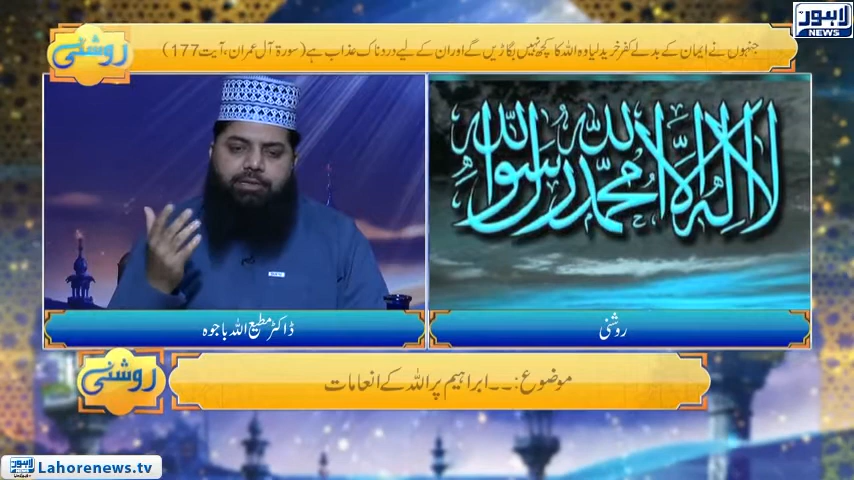 لاہور
NEWS
روشنی
جنہوں نے ایمان کے بدلے کفر خرید لیا وہ اللہ کا کچھ نہیں بگاڑیں گے اور ان کے لیے دردناک عذاب ہے (سورۃ آل عمران، آیت 177)
لا الہ الا اللہ محمد رسول اللہ
ڈاکٹر مطیع اللہ باجوہ
روشنی
روشنی
موضوع:۔۔ابراہیم پر اللہ کے انعامات
لاہور
NEWS
Lahorenews.tv